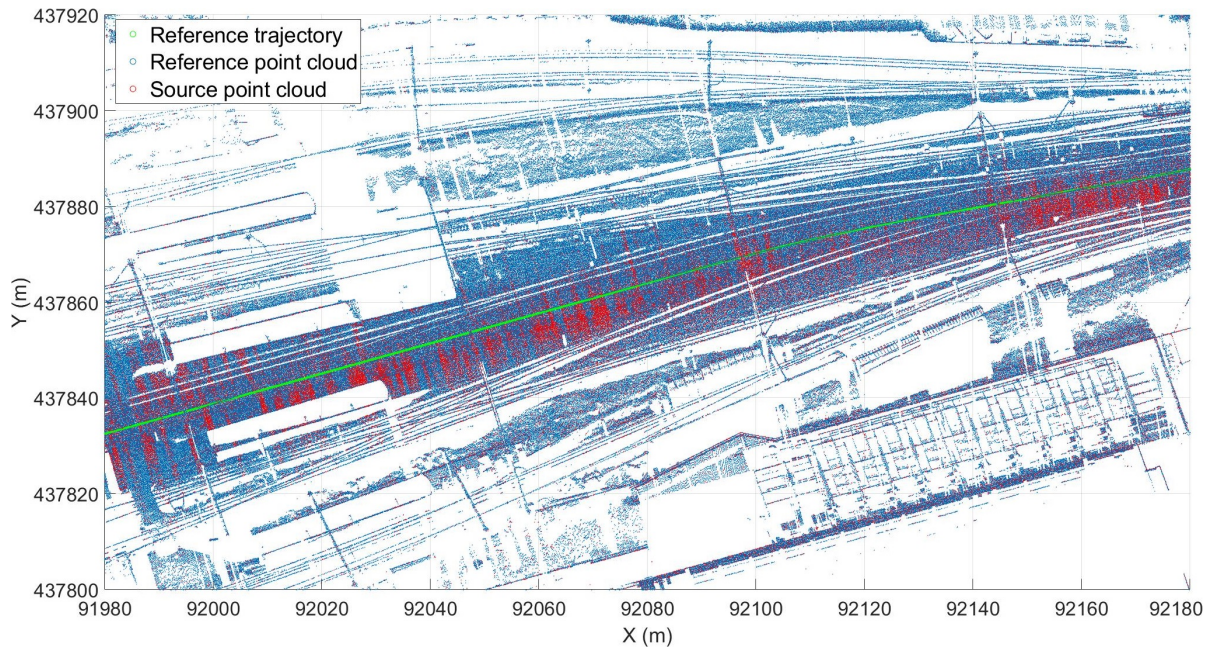 437920
Reference trajectory
Reference point cloud
Source point cloud
437900
437880
Y (m)
437860
437840
437820
437800
91980 92000 92020 92040 92060 92080 92100 92120 92140 92160 92180
X (m)